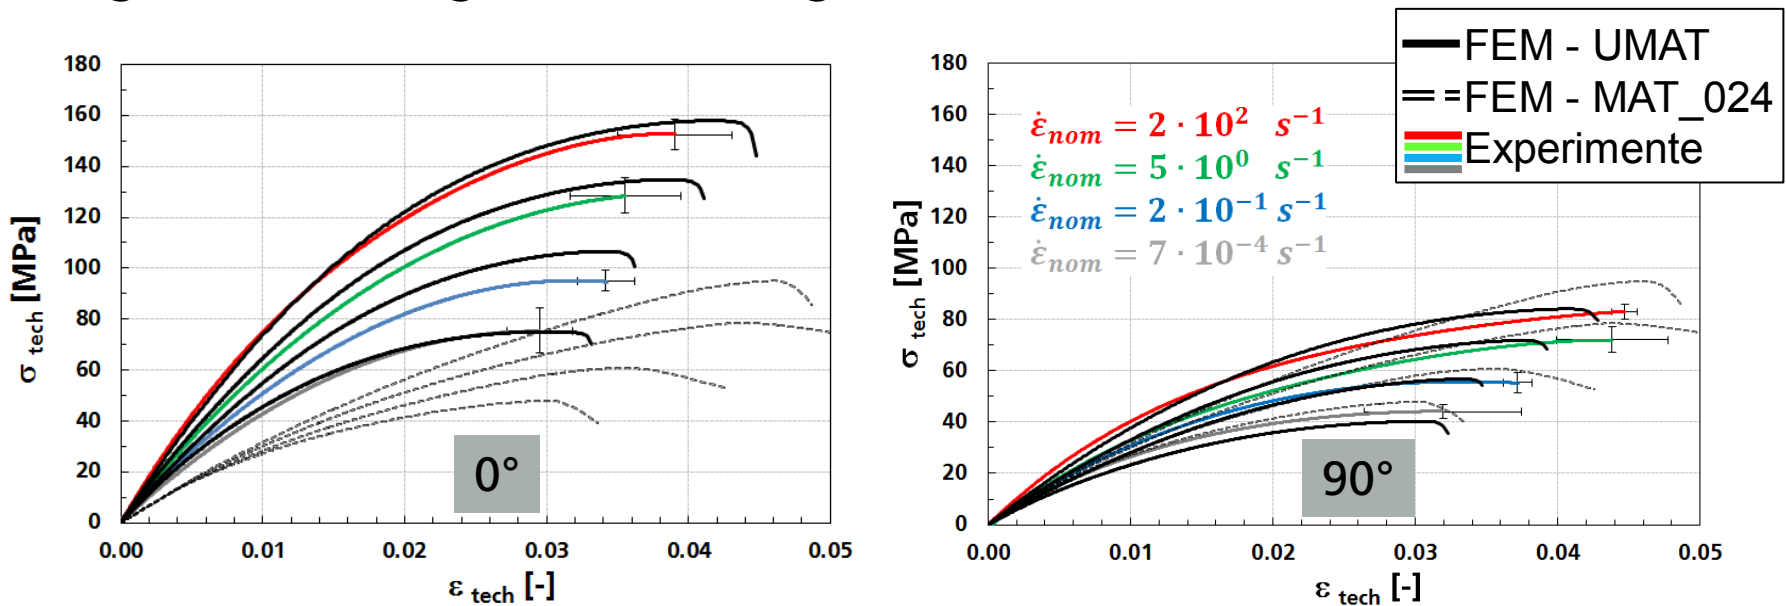 180
160
140
120
100
80
60
40
20
0
σ tech [MPa]
0.00 0.01 0.02 0.03 0.04 0.05
ε tech [-]
0°
180
160
140
120
100
80
60
40
20
0
σ tech [MPa]
0.00 0.01 0.02 0.03 0.04 0.05
ε tech [-]
90°
ε̇nom = 2 · 10² s⁻¹
ε̇nom = 5 · 10⁰ s⁻¹
ε̇nom = 2 · 10⁻¹ s⁻¹
ε̇nom = 7 · 10⁻⁴ s⁻¹
FEM - UMAT
FEM - MAT_024
Experimente